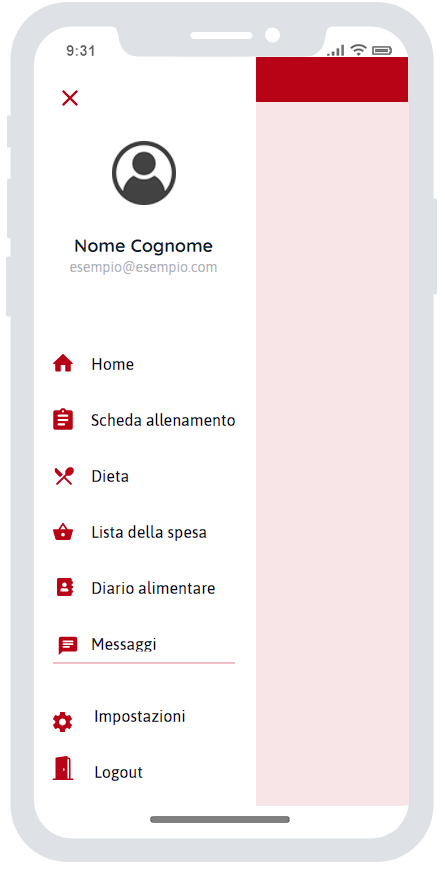 9:31
Nome Cognome
esempio@esempio.com
Home
Scheda allenamento
Dieta
Lista della spesa
Diario alimentare
Messaggi
Impostazioni
Logout